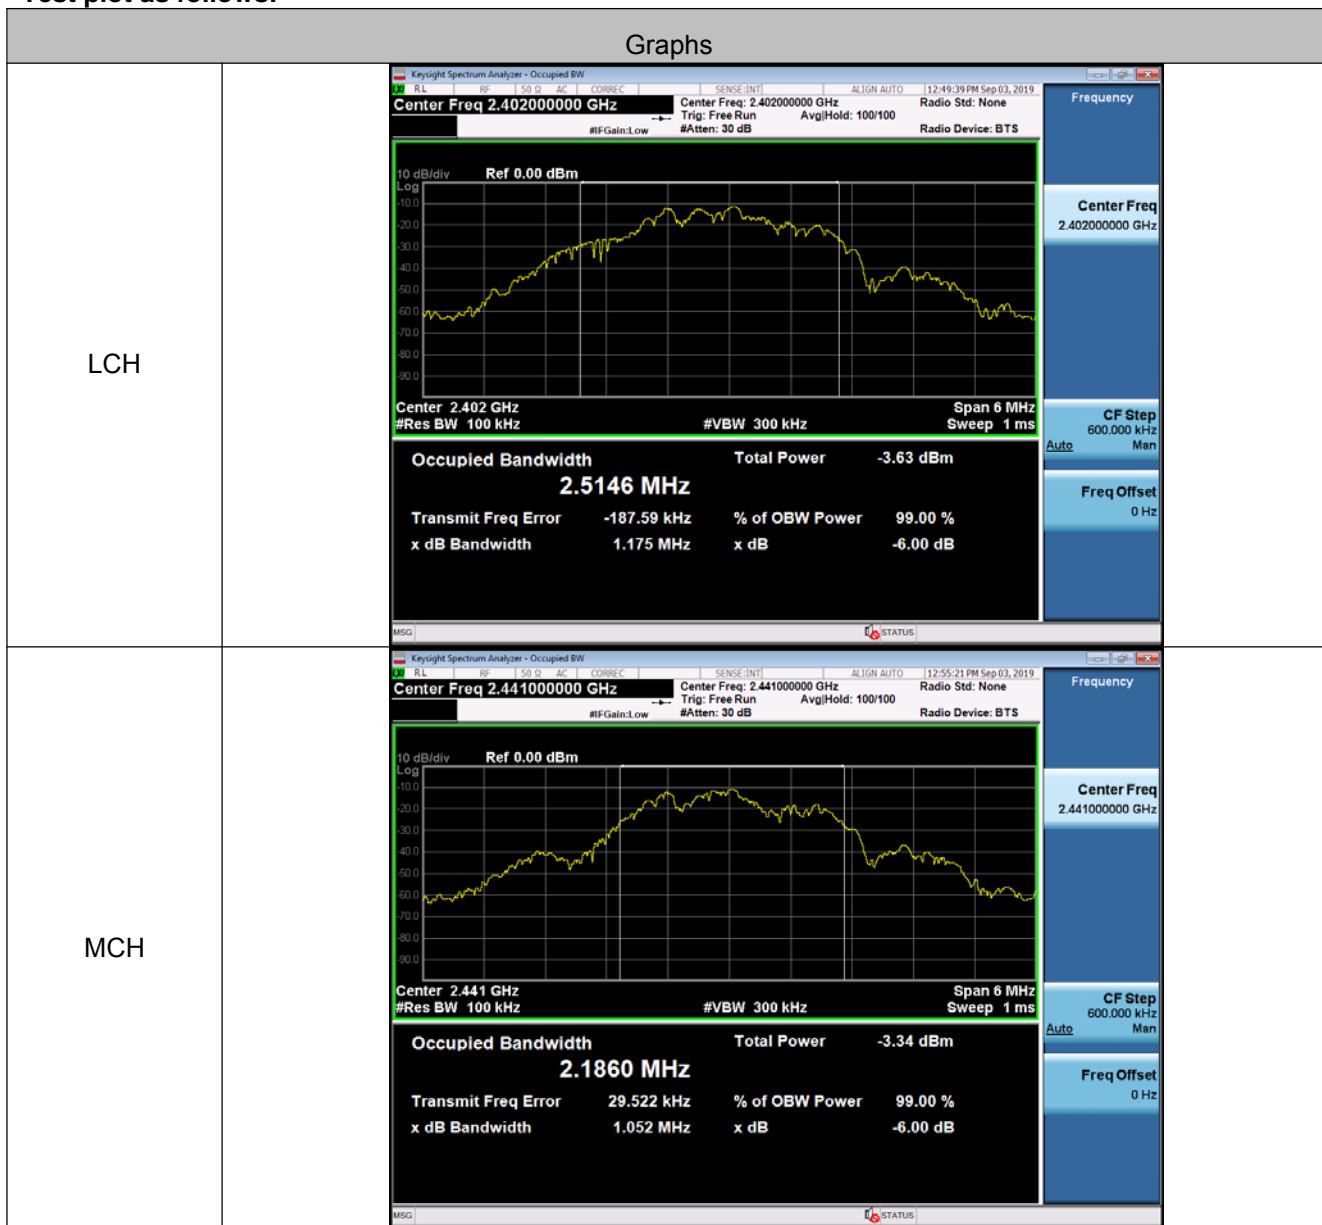 Test plot as follows:
Graphs
LCH
Keysight Spectrum Analyzer - Occupied BW
RL RF 50 Ω AC CORREC SENSE:INT ALIGN AUTO 12:49:39 PM Sep 03, 2019
Center Freq 2.402000000 GHz
Center Freq: 2.402000000 GHz
Radio Std: None
Trig: Free Run Avg|Hold: 100/100
#IFGain:Low #Atten: 30 dB Radio Device: BTS
10 dB/div Ref 0.00 dBm
Log
-10.0
-20.0
-30.0
-40.0
-50.0
-60.0
-70.0
-80.0
-90.0
Center 2.402 GHz Span 6 MHz
#Res BW 100 kHz #VBW 300 kHz Sweep 1 ms
Occupied Bandwidth Total Power -3.63 dBm
2.5146 MHz
Transmit Freq Error -187.59 kHz % of OBW Power 99.00 %
x dB Bandwidth 1.175 MHz x dB -6.00 dB
MSG STATUS
Frequency
Center Freq
2.402000000 GHz
CF Step
600.000 kHz
Auto Man
Freq Offset
0 Hz
MCH
Keysight Spectrum Analyzer - Occupied BW
RL RF 50 Ω AC CORREC SENSE:INT ALIGN AUTO 12:55:21 PM Sep 03, 2019
Center Freq 2.441000000 GHz
Center Freq: 2.441000000 GHz
Radio Std: None
Trig: Free Run Avg|Hold: 100/100
#IFGain:Low #Atten: 30 dB Radio Device: BTS
10 dB/div Ref 0.00 dBm
Log
-10.0
-20.0
-30.0
-40.0
-50.0
-60.0
-70.0
-80.0
-90.0
Center 2.441 GHz Span 6 MHz
#Res BW 100 kHz #VBW 300 kHz Sweep 1 ms
Occupied Bandwidth Total Power -3.34 dBm
2.1860 MHz
Transmit Freq Error 29.522 kHz % of OBW Power 99.00 %
x dB Bandwidth 1.052 MHz x dB -6.00 dB
MSG STATUS
Frequency
Center Freq
2.441000000 GHz
CF Step
600.000 kHz
Auto Man
Freq Offset
0 Hz